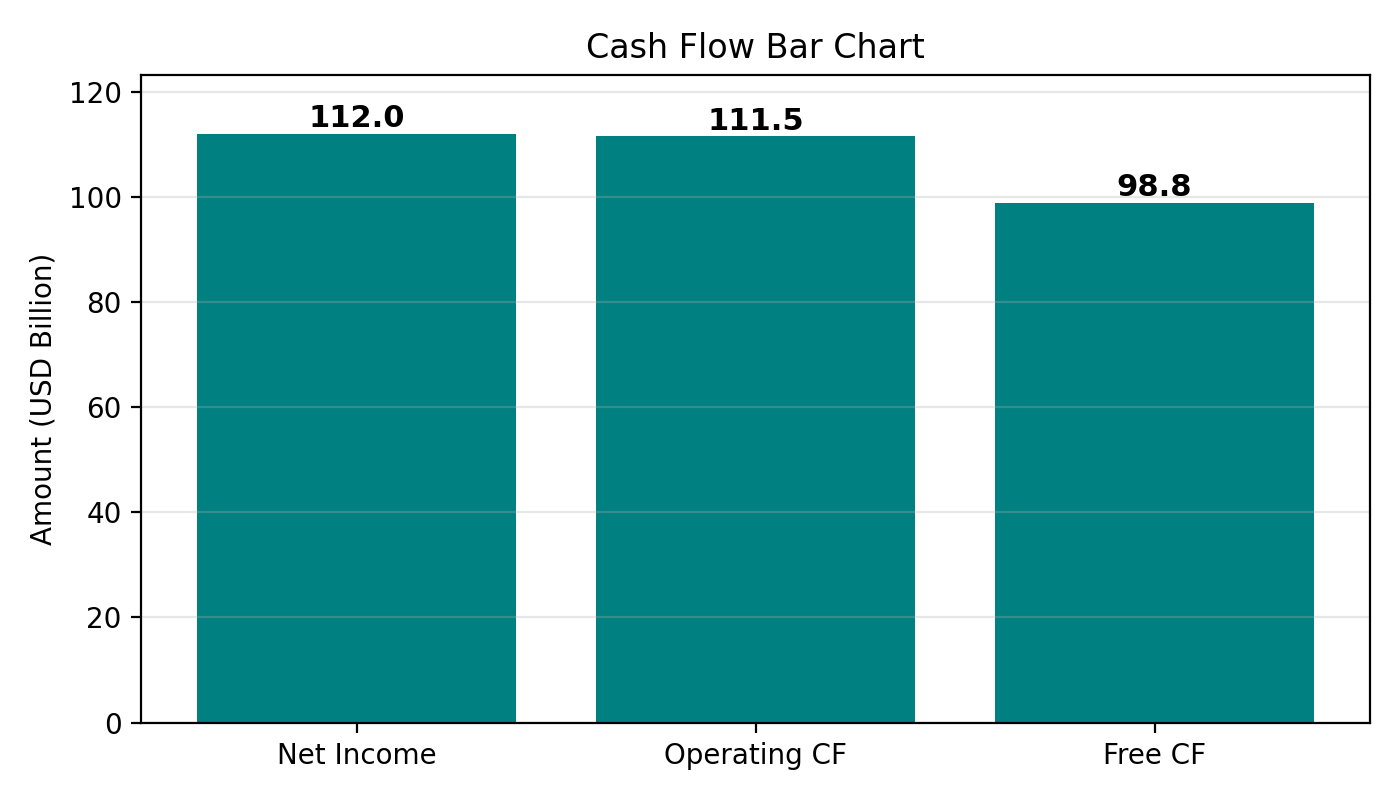 Cash Flow Bar Chart
Amount (USD Billion)
120
100
80
60
40
20
0
112.0
111.5
98.8
Net Income
Operating CF
Free CF